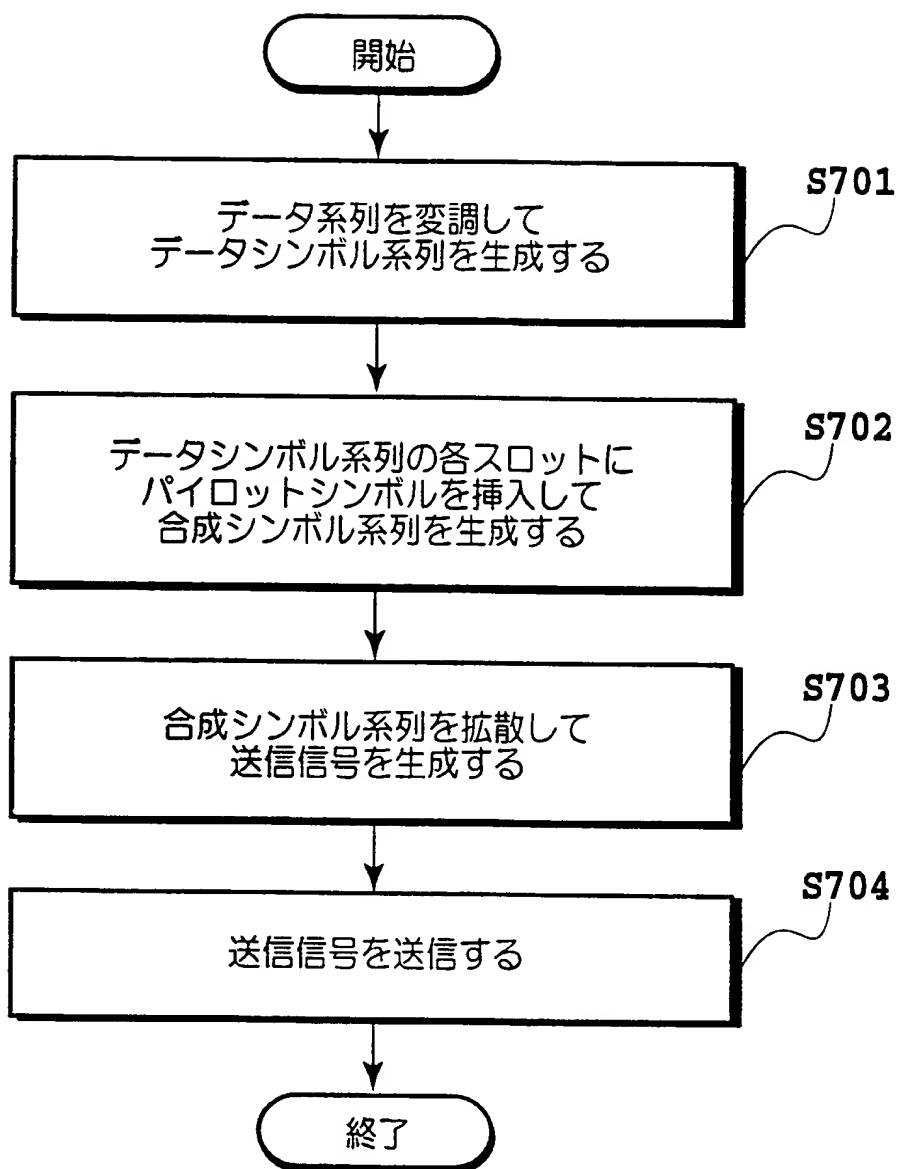 開始
S701
データ系列を変調して
データシンボル系列を生成する
S702
データシンボル系列の各スロットに
パイロットシンボルを挿入して
合成シンボル系列を生成する
S703
合成シンボル系列を拡散して
送信信号を生成する
S704
送信信号を送信する
終了